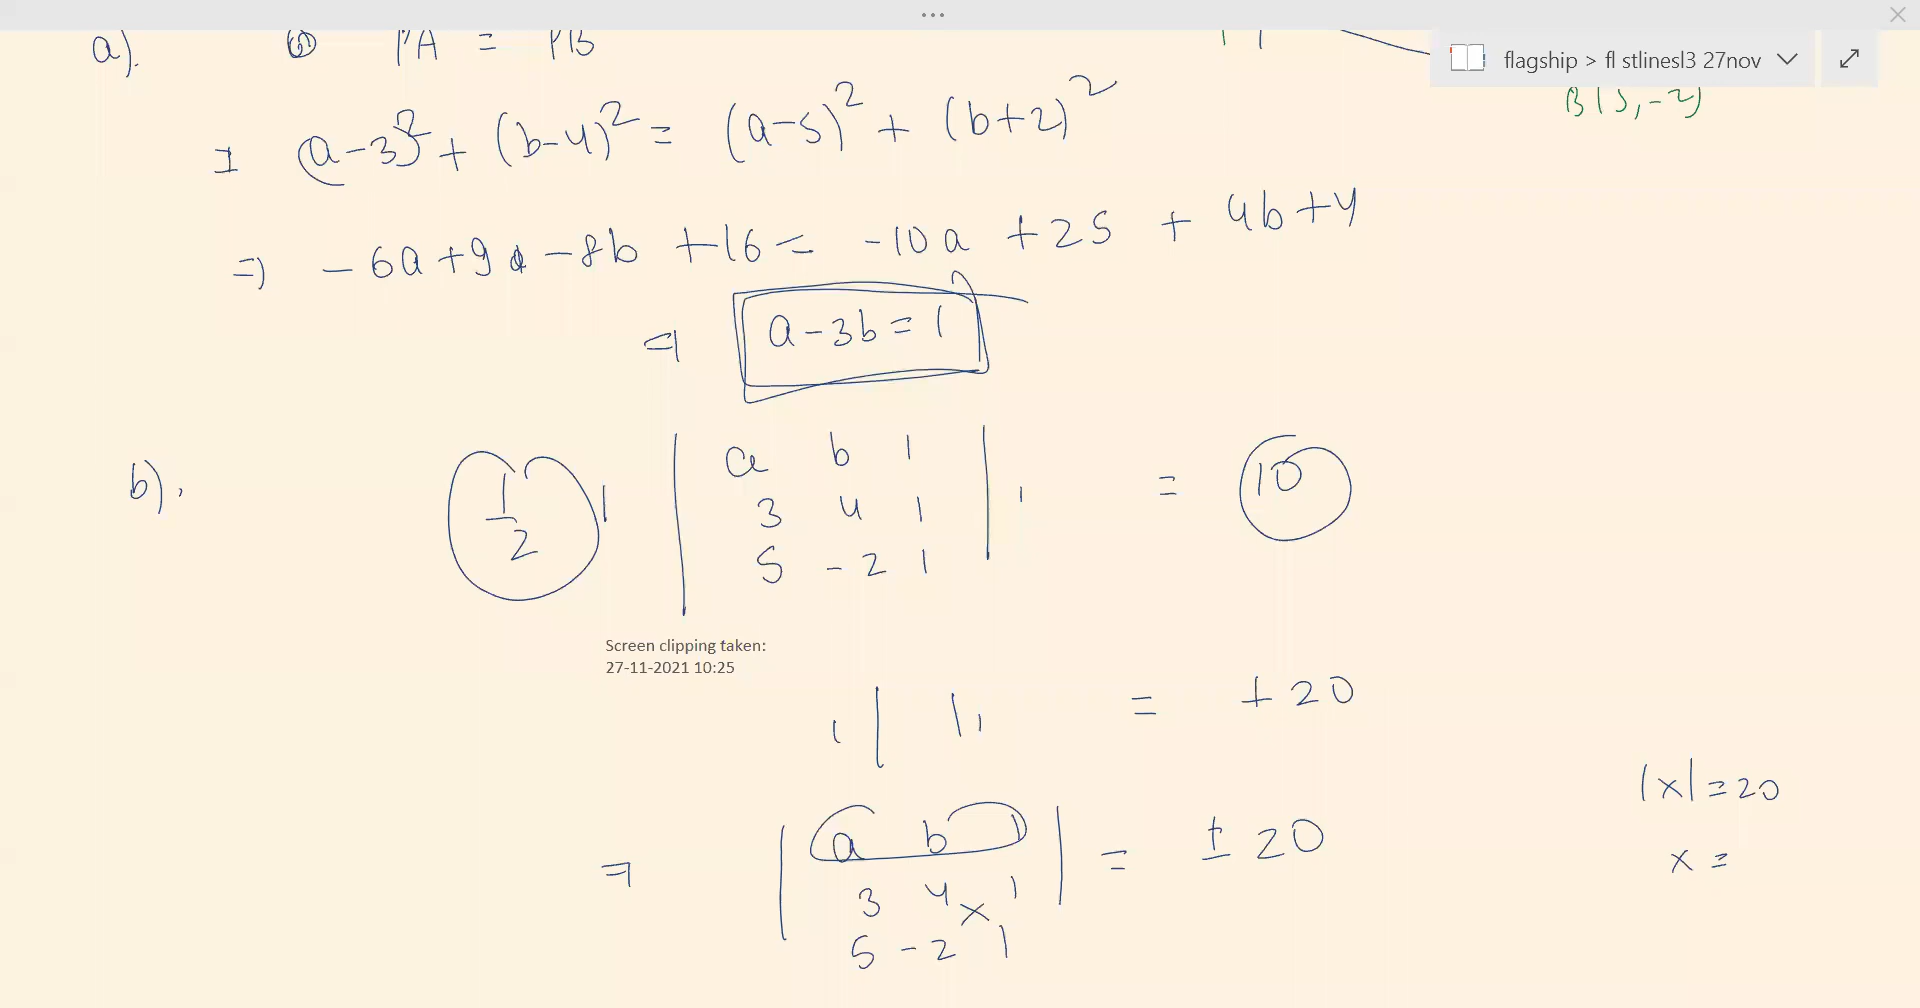 a). PA = PB
flagship > fl stlinesl3 27nov
B(5,-2)
(a-3)² + (b-4)² = (a-5)² + (b+2)²
⇒ -6a+9 -8b +16 = -10a +25 + 4b+4
a-3b = 1
b). 1/2 | a b 1 | = 10
3 4 1
5 -2 1
Screen clipping taken:
27-11-2021 10:25
| | = +20
|x| = 20
⇒ | a b 1 | = ± 20
x =
3 4 1
5 -2 1